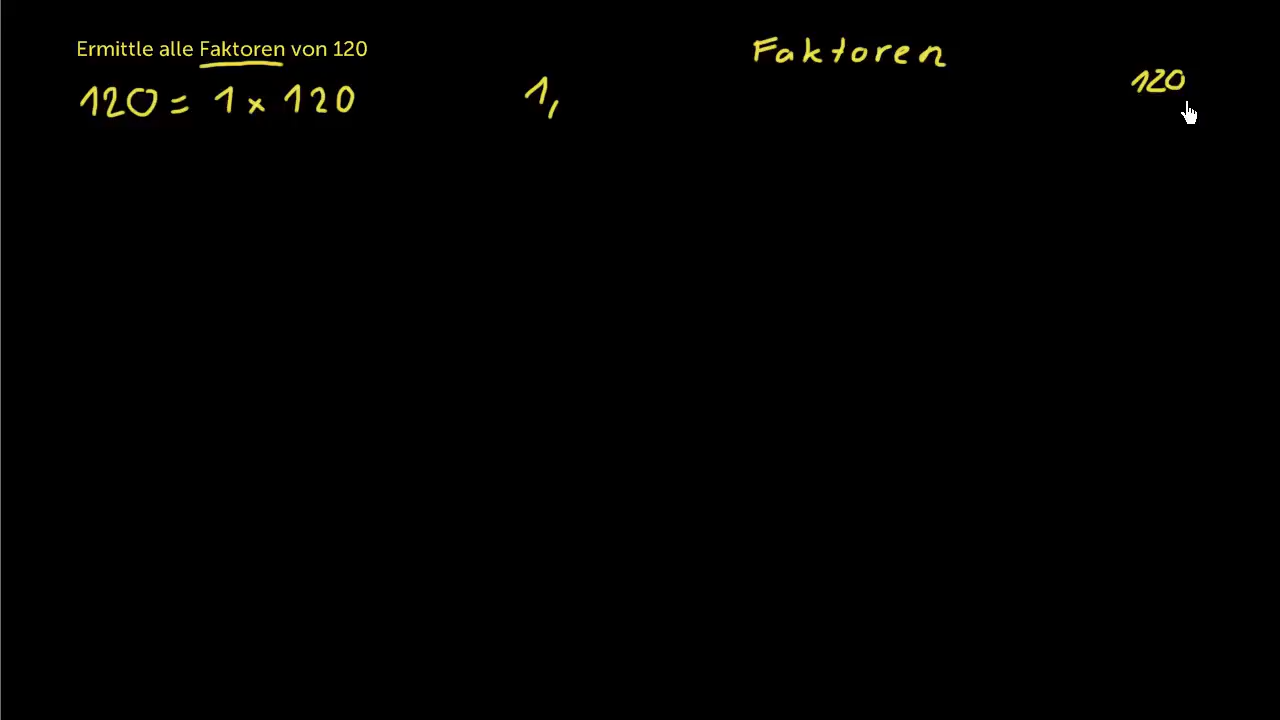 Ermittle alle Faktoren von 120
Faktoren
120 = 1 x 120
1,
120